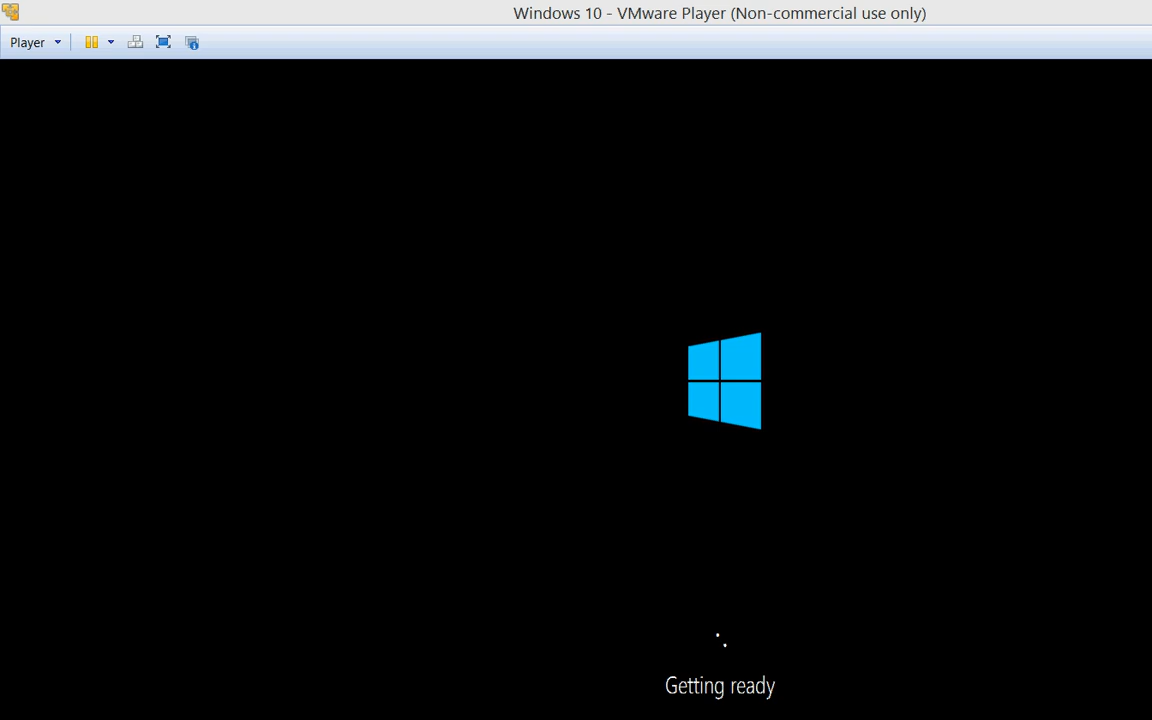 Windows 10 - VMware Player (Non-commercial use only)
Player
Getting ready